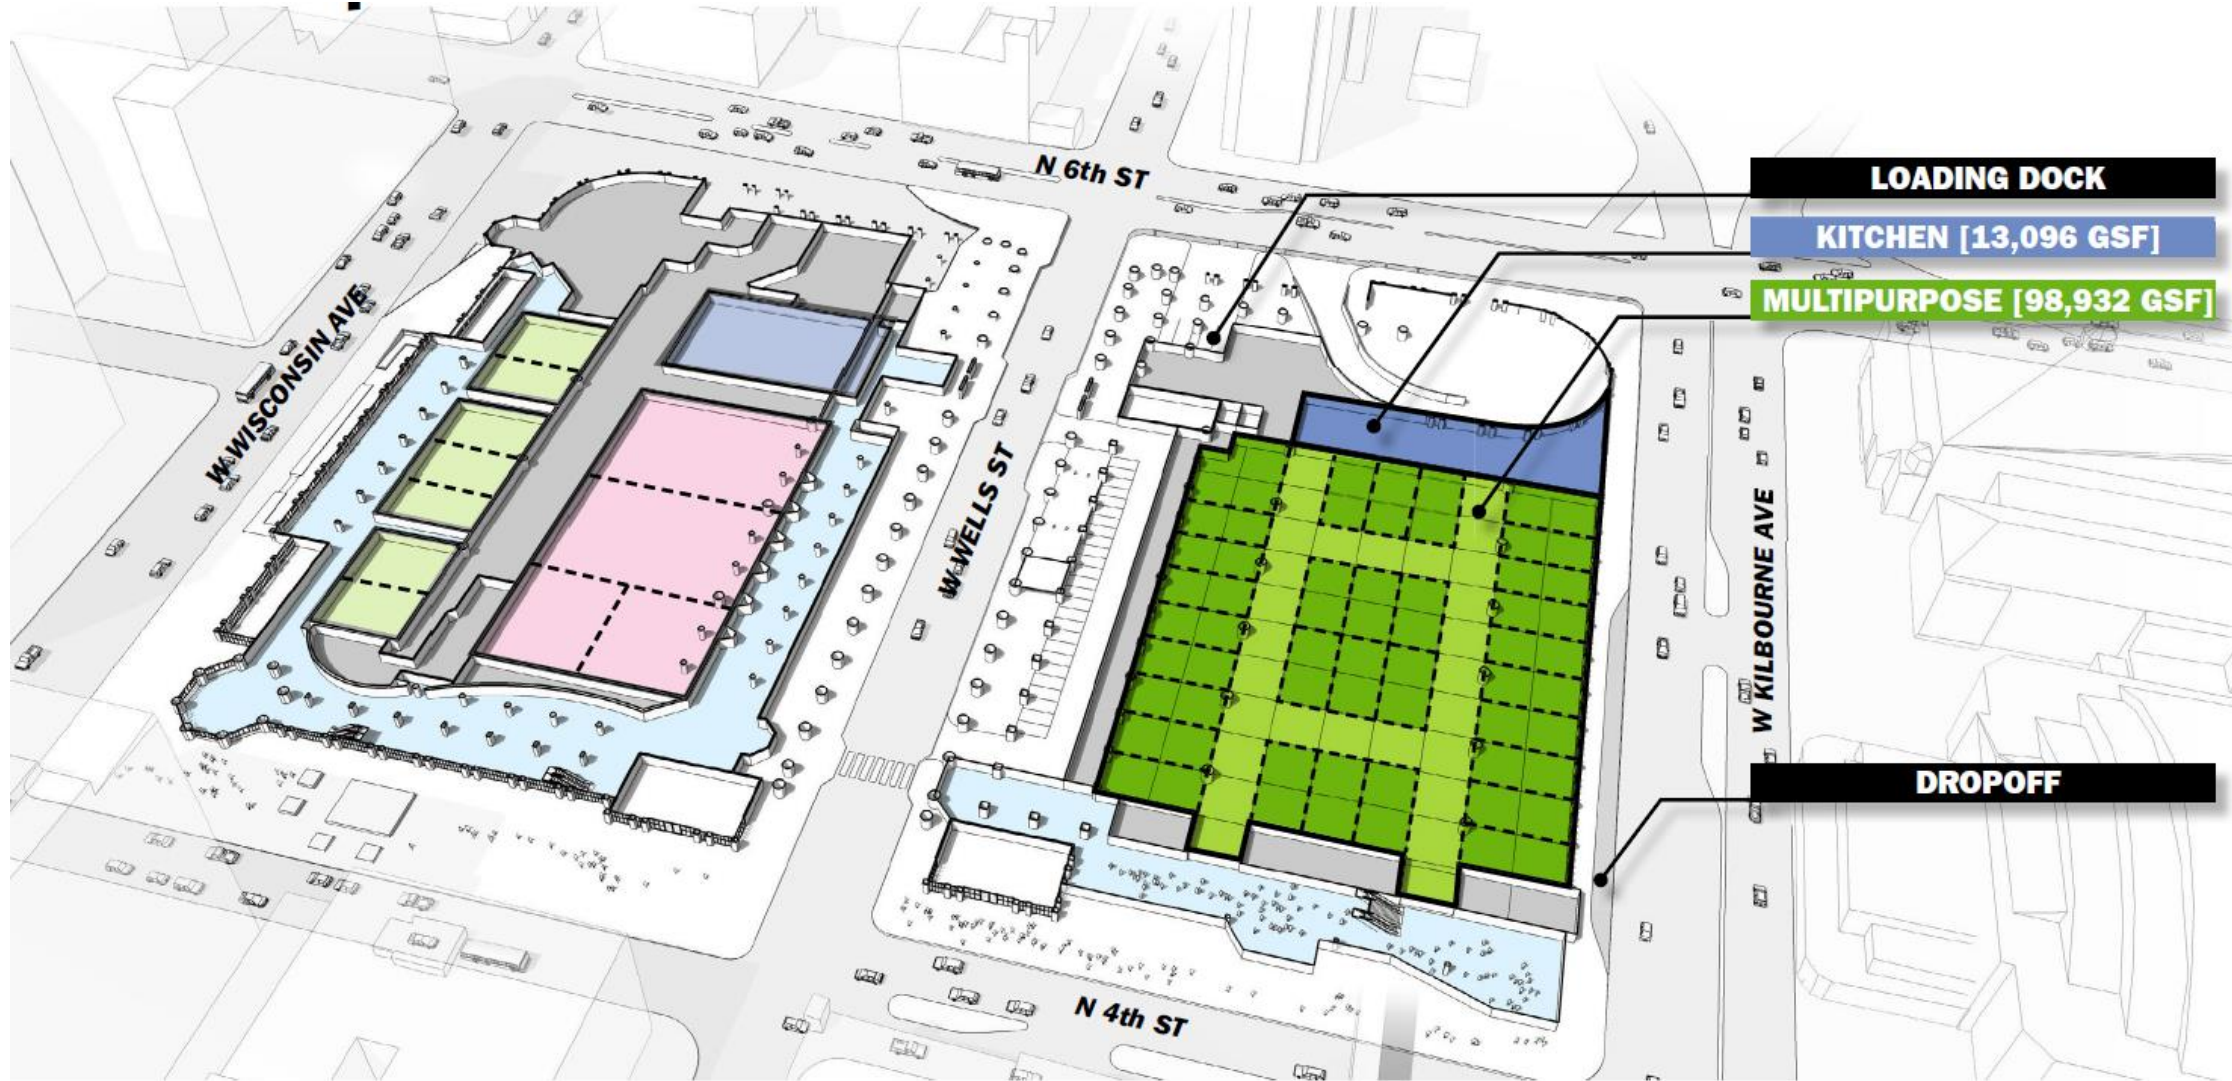 N 6th ST
LOADING DOCK
KITCHEN [13,096 GSF]
MULTIPURPOSE [98,932 GSF]
W WISCONSIN AVE
W WELLS ST
W KILBOURNE AVE
DROPOFF
N 4th ST